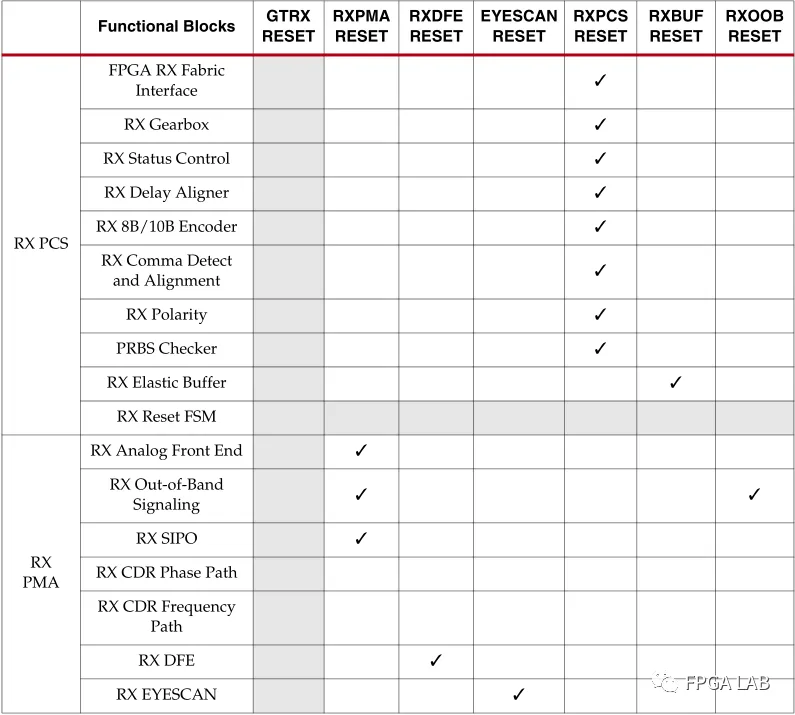 Functional Blocks
GTRX RESET
RXPMA RESET
RXDFE RESET
EYESCAN RESET
RXPCS RESET
RXBUF RESET
RXOOB RESET
RX PCS
FPGA RX Fabric
Interface
✓
RX Gearbox ✓
RX Status Control ✓
RX Delay Aligner ✓
RX 8B/10B Encoder ✓
RX Comma Detect
and Alignment
✓
RX Polarity ✓
PRBS Checker ✓
RX Elastic Buffer ✓
RX Reset FSM
RX
PMA
RX Analog Front End ✓
RX Out-of-Band
Signaling
✓ ✓
RX SIPO ✓
RX CDR Phase Path
RX CDR Frequency
Path
RX DFE ✓
RX EYESCAN ✓
FPGA LAB